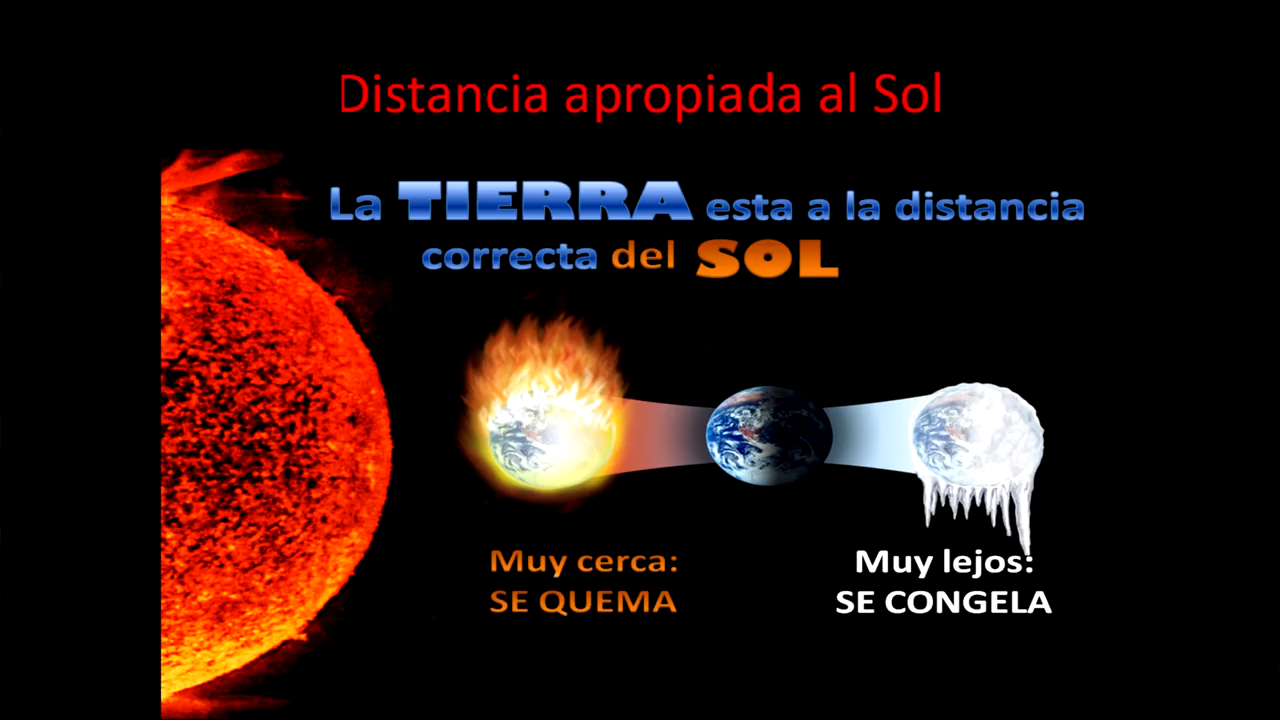 Distancia apropiada al Sol
La TIERRA esta a la distancia
correcta del SOL
Muy cerca:
SE QUEMA
Muy lejos:
SE CONGELA